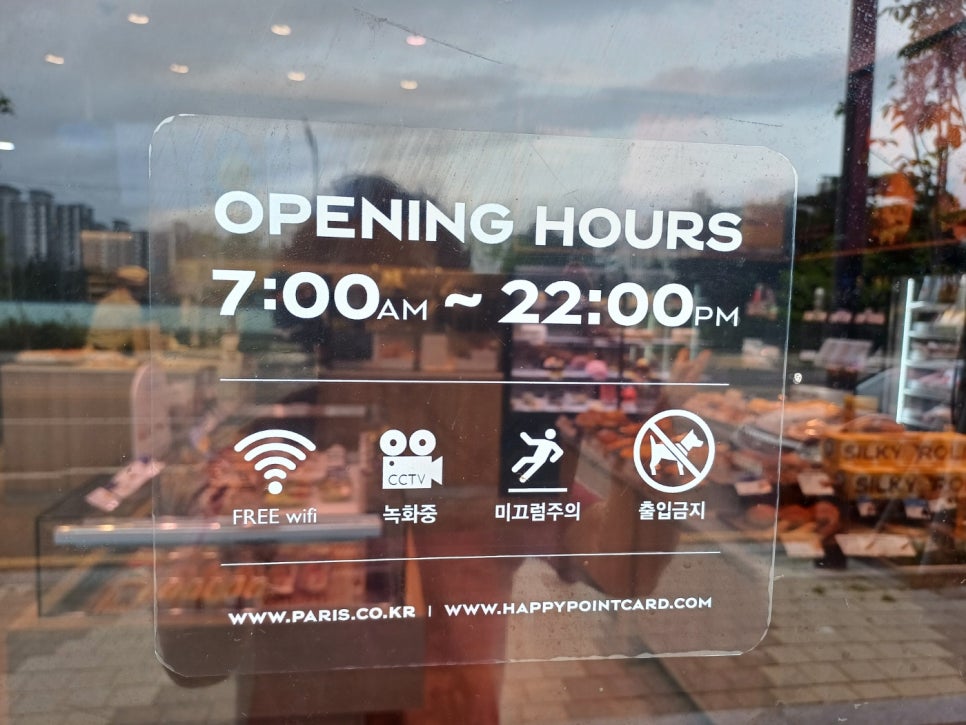 OPENING HOURS
7:00AM ~ 22:00PM
CCTV
FREE wifi 녹화중 미끄럼주의 출입금지
WWW.PARIS.CO.KR | WWW.HAPPYPOINTCARD.COM
SILKY ROLL
SILKY